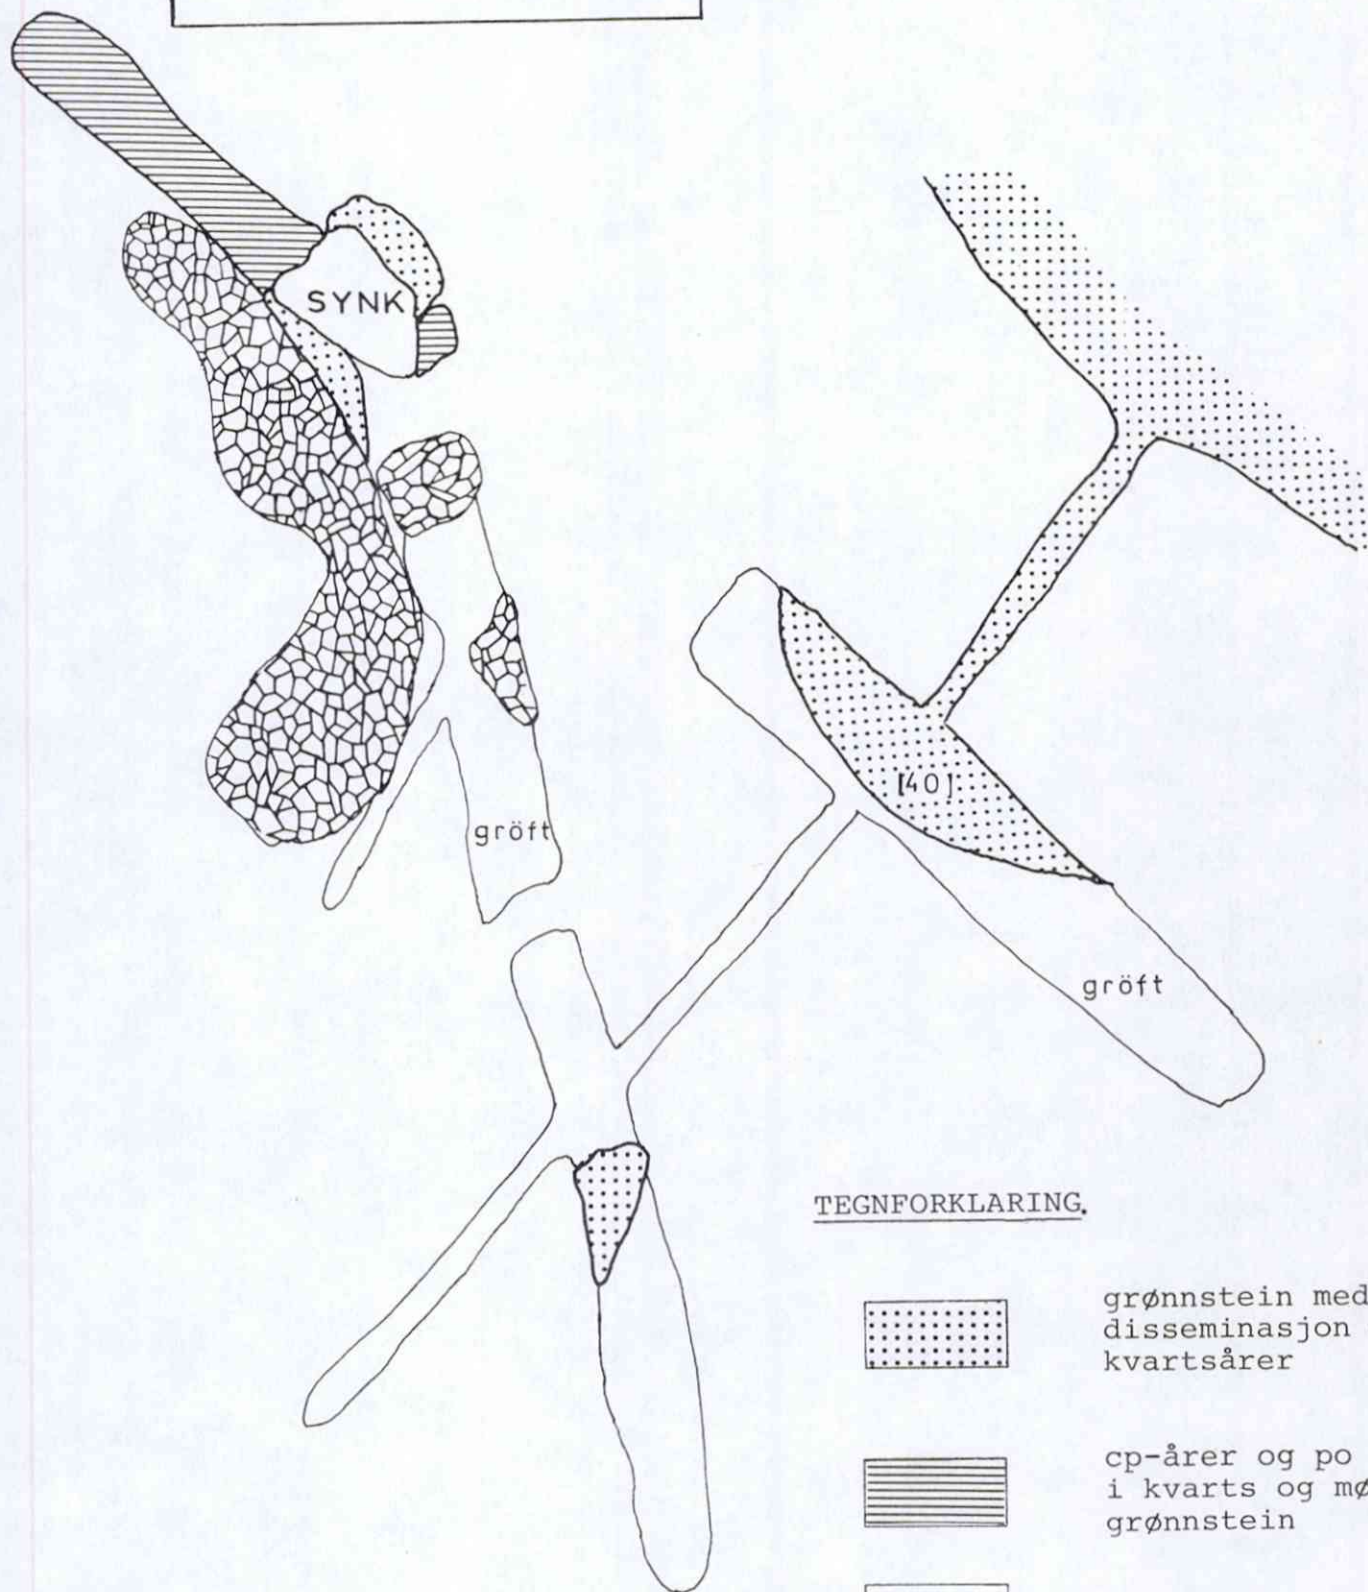 SYNK
[40]
gröft
gröft
TEGNFORKLARING.
grønnstein med
disseminasjon
kvartsårer
cp-årer og po
i kvarts og mø
grønnstein